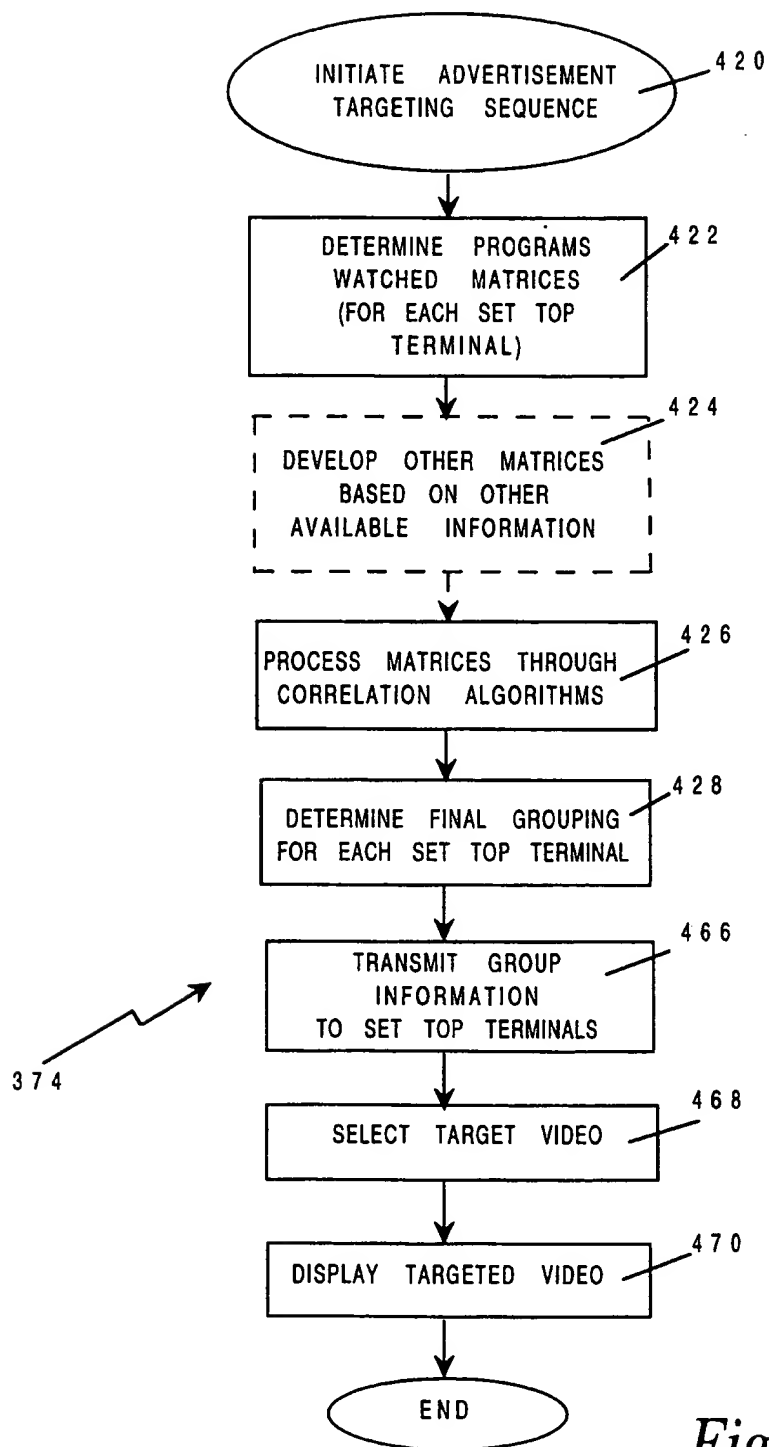 INITIATE ADVERTISEMENT
TARGETING SEQUENCE
420
DETERMINE PROGRAMS
WATCHED MATRICES
(FOR EACH SET TOP
TERMINAL)
422
DEVELOP OTHER MATRICES
BASED ON OTHER
AVAILABLE INFORMATION
424
PROCESS MATRICES THROUGH
CORRELATION ALGORITHMS
426
DETERMINE FINAL GROUPING
FOR EACH SET TOP TERMINAL
428
TRANSMIT GROUP
INFORMATION
TO SET TOP TERMINALS
466
374
SELECT TARGET VIDEO
468
DISPLAY TARGETED VIDEO
470
END
Fig